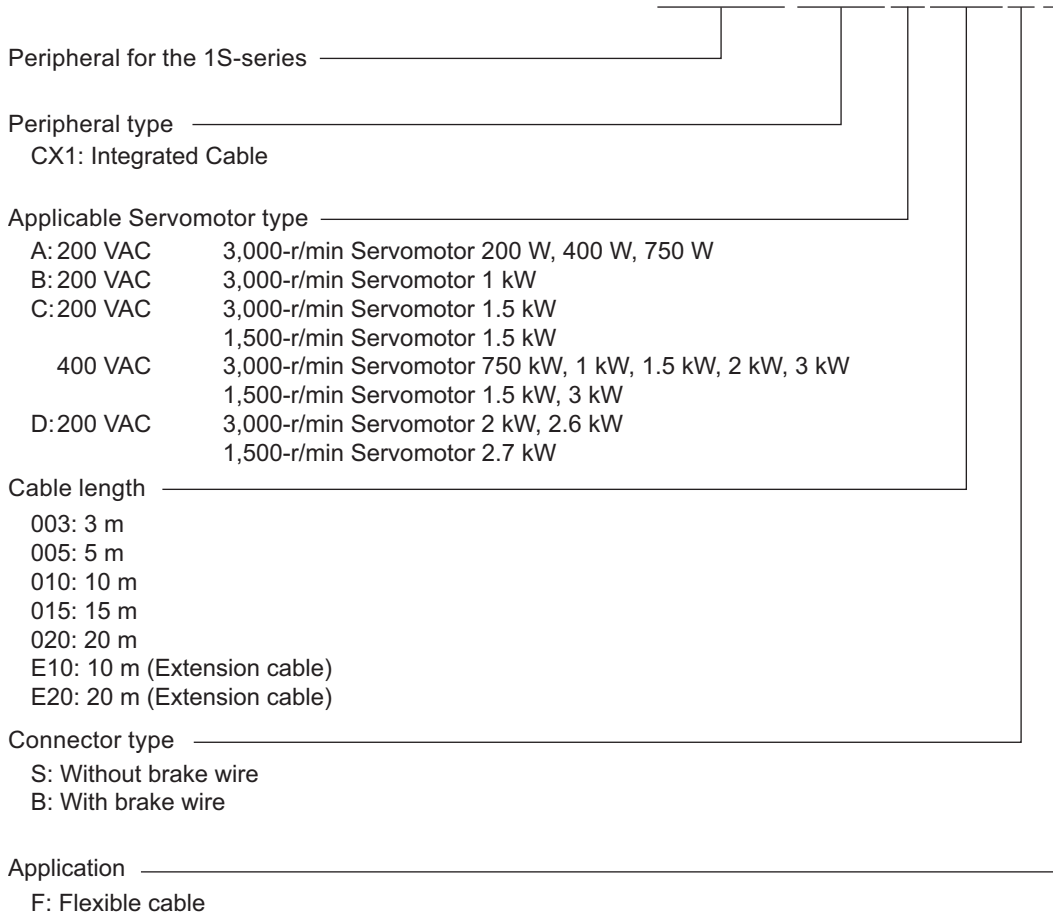 Peripheral for the 1S-series
Peripheral type
CX1: Integrated Cable
Applicable Servomotor type
A: 200 VAC 3,000-r/min Servomotor 200 W, 400 W, 750 W
B: 200 VAC 3,000-r/min Servomotor 1 kW
C: 200 VAC 3,000-r/min Servomotor 1.5 kW
1,500-r/min Servomotor 1.5 kW
400 VAC 3,000-r/min Servomotor 750 kW, 1 kW, 1.5 kW, 2 kW, 3 kW
1,500-r/min Servomotor 1.5 kW, 3 kW
D: 200 VAC 3,000-r/min Servomotor 2 kW, 2.6 kW
1,500-r/min Servomotor 2.7 kW
Cable length
003: 3 m
005: 5 m
010: 10 m
015: 15 m
020: 20 m
E10: 10 m (Extension cable)
E20: 20 m (Extension cable)
Connector type
S: Without brake wire
B: With brake wire
Application
F: Flexible cable